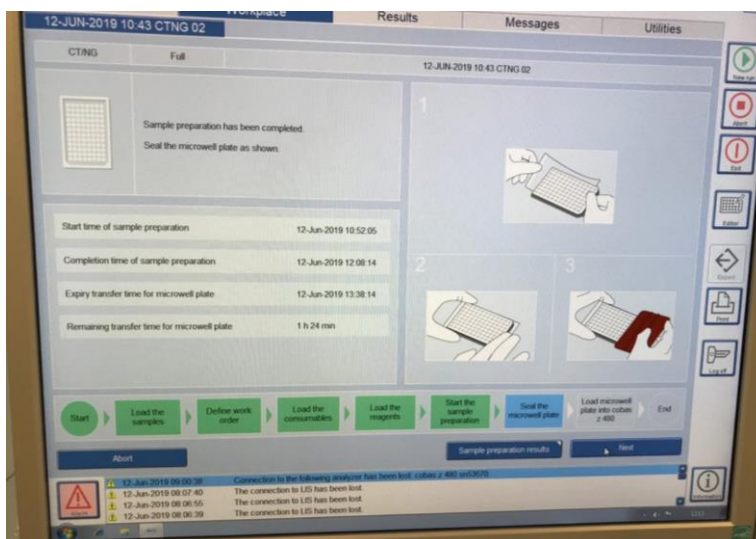 12-JUN-2019 10:43 CTNG 02
Workplace
Results
Messages
Utilities
CT/NG
Full
12-JUN-2019 10:43 CTNG 02
New run
Abort
Exit
Editor
Export
Print
Log off
Sample preparation has been completed.
Seal the microwell plate as shown.
1
2
3
Start time of sample preparation 12-Jun-2019 10:52:05
Completion time of sample preparation 12-Jun-2019 12:08:14
Expiry transfer time for microwell plate 12-Jun-2019 13:38:14
Remaining transfer time for microwell plate 1 h 24 min
Start
Load the
samples
Define work
order
Load the
consumables
Load the
reagents
Start the
sample
preparation
Seal the
microwell plate
Load microwell
plate into cobas
z 480
End
Abort
Sample preparation results
Next
Alarm
12-Jun-2019 09:00:38 Connection to the following analyzer has been lost: cobas z 480
12-Jun-2019 08:07:40 The connection to LIS has been lost.
12-Jun-2019 08:06:55 The connection to LIS has been lost.
12-Jun-2019 08:06:39 The connection to LIS has been lost.
Information